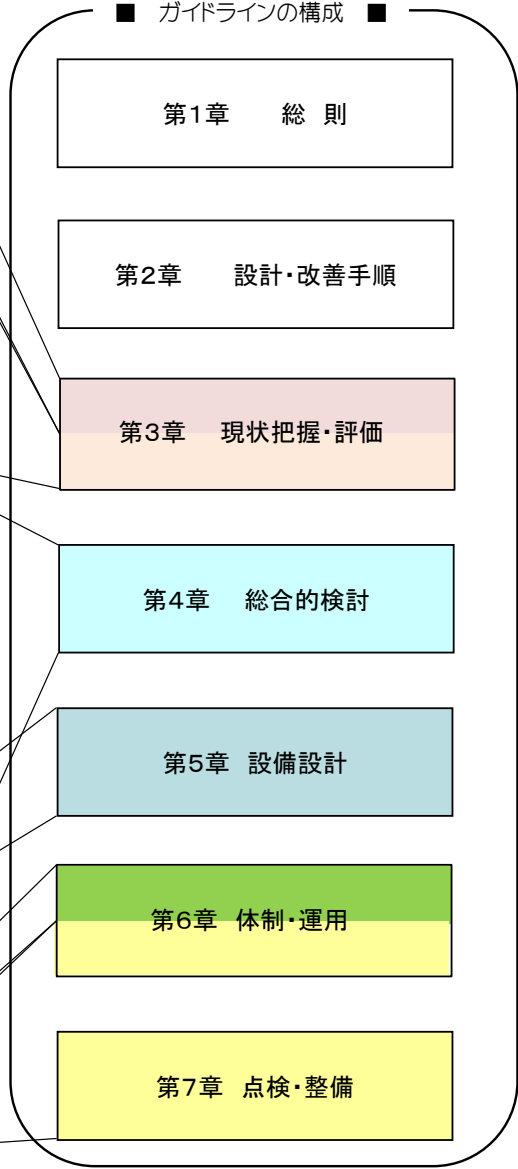 ■ ガイドラインの構成 ■
第1章 総 則
第2章 設計・改善手順
第3章 現状把握・評価
第4章 総合的検討
第5章 設備設計
第6章 体制・運用
第7章 点検・整備